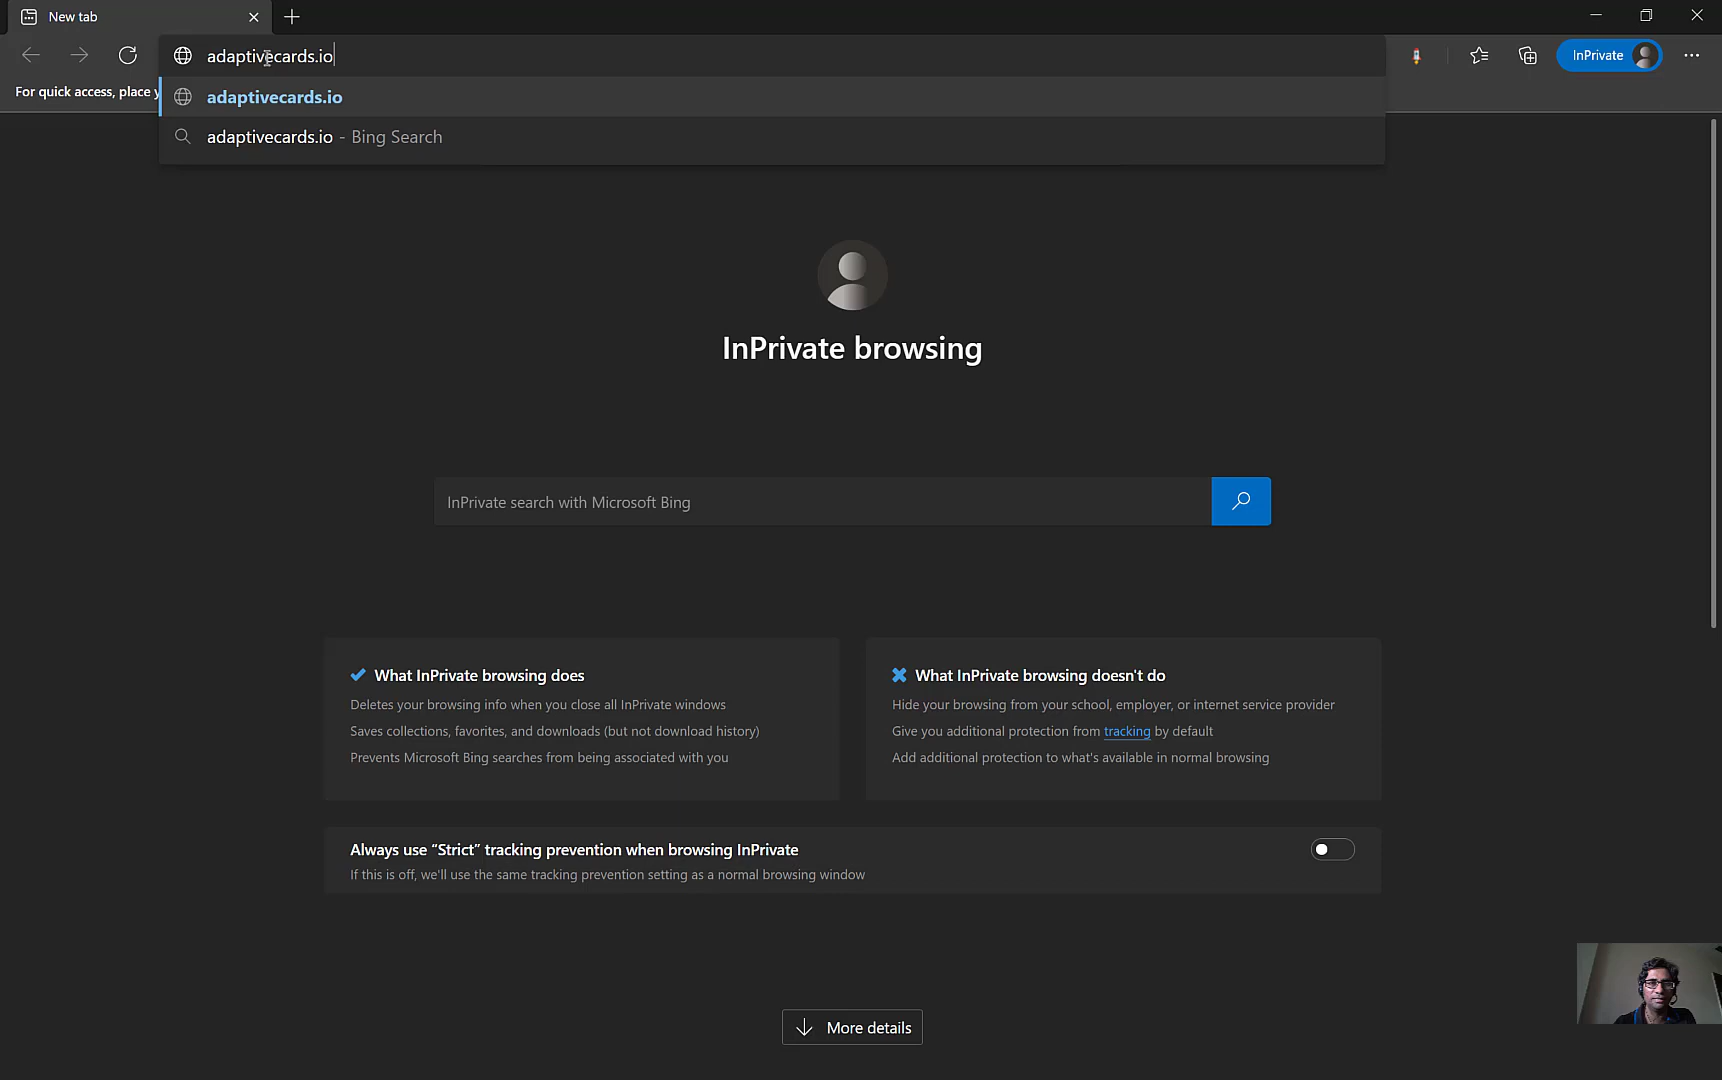 New tab
adaptivecards.io
InPrivate
For quick access, place y
adaptivecards.io
adaptivecards.io - Bing Search
InPrivate browsing
InPrivate search with Microsoft Bing
What InPrivate browsing does
Deletes your browsing info when you close all InPrivate windows
Saves collections, favorites, and downloads (but not download history)
Prevents Microsoft Bing searches from being associated with you
What InPrivate browsing doesn't do
Hide your browsing from your school, employer, or internet service provider
Give you additional protection from tracking by default
Add additional protection to what's available in normal browsing
Always use “Strict” tracking prevention when browsing InPrivate
If this is off, we'll use the same tracking prevention setting as a normal browsing window
More details